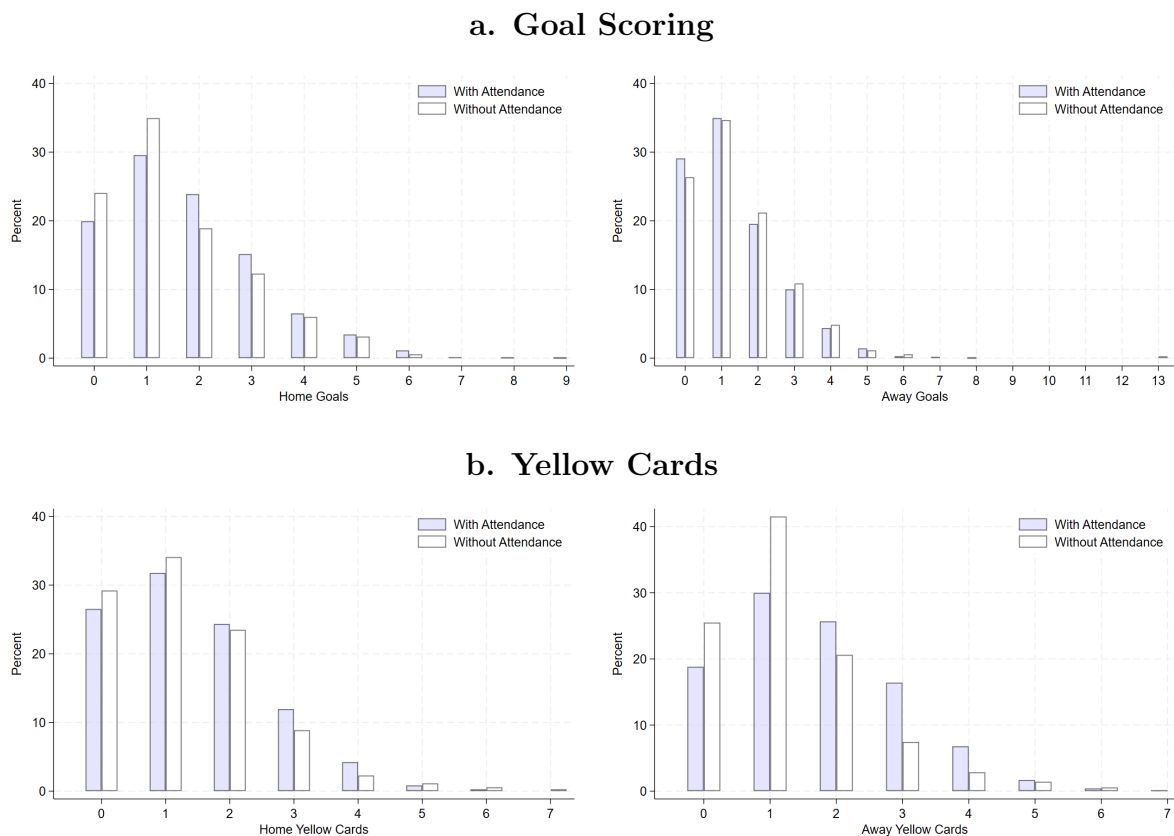 a. Goal Scoring
40
30
20
10
0
Percent
With Attendance
Without Attendance
0 1 2 3 4 5 6 7 8 9
Home Goals
40
30
20
10
0
Percent
With Attendance
Without Attendance
0 1 2 3 4 5 6 7 8 9 10 11 12 13
Away Goals
b. Yellow Cards
40
30
20
10
0
Percent
With Attendance
Without Attendance
0 1 2 3 4 5 6 7
Home Yellow Cards
40
30
20
10
0
Percent
With Attendance
Without Attendance
0 1 2 3 4 5 6 7
Away Yellow Cards